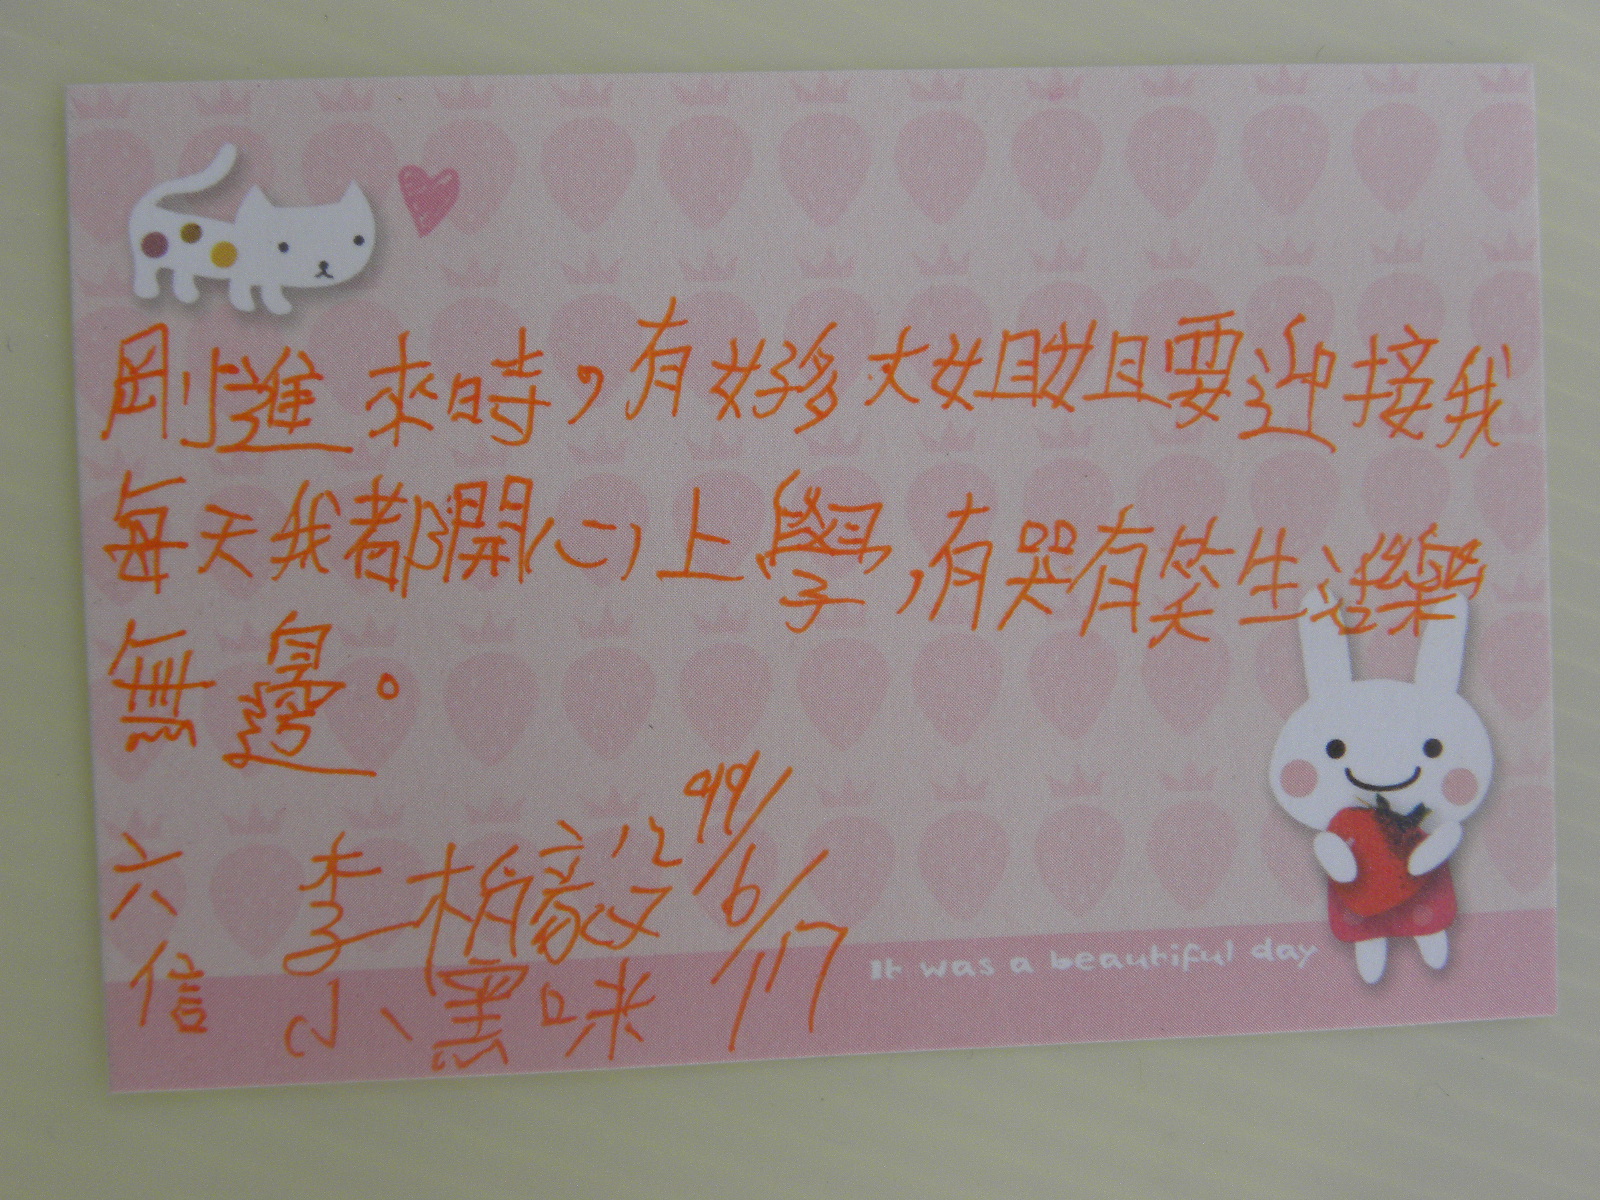 剛進來時，有好多大姐姐要迎接我
每天我都開心上學，有哭有笑生活樂
無邊。
六信 李柏毅 99/6/17
小黑咪
It was a beautiful day